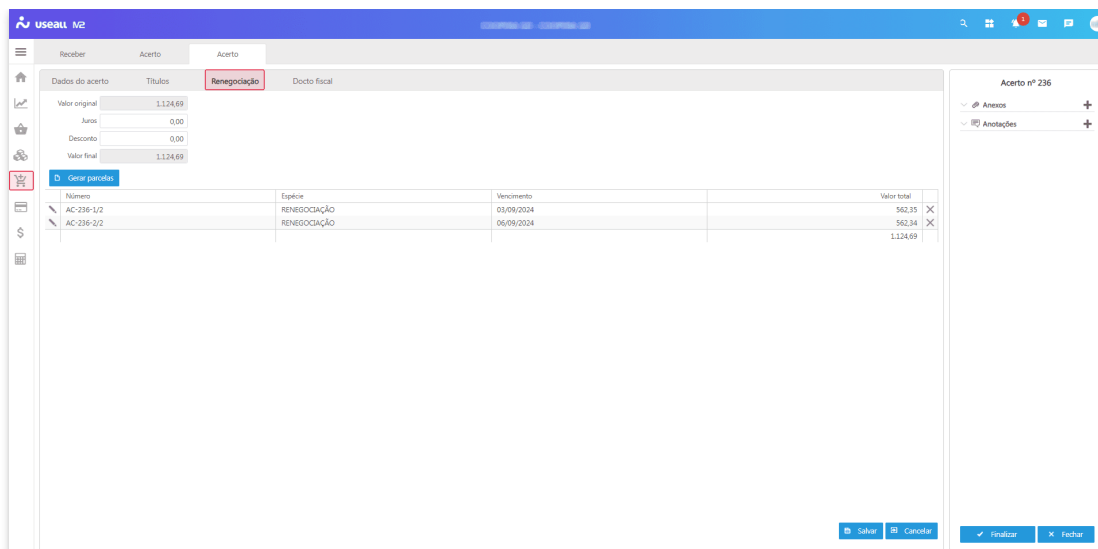 useall M2
1
Receber Acerto Acerto
Dados do acerto Títulos Renegociação Docto fiscal
Valor original 1.124,69
Juros 0,00
Desconto 0,00
Valor final 1.124,69
Gerar parcelas
Número Espécie Vencimento Valor total
AC-236-1/2 RENEGOCIAÇÃO 03/09/2024 562,35
AC-236-2/2 RENEGOCIAÇÃO 06/09/2024 562,34
1.124,69
Salvar Cancelar
Acerto nº 236
Anexos
Anotações
Finalizar Fechar